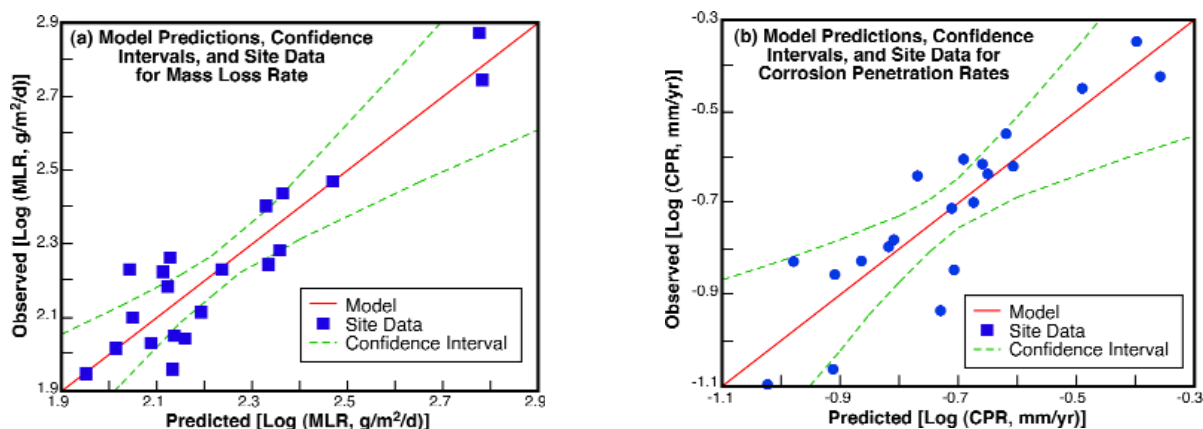 (a) Model Predictions, Confidence
Intervals, and Site Data
for Mass Loss Rate
Observed [Log (MLR, g/m²/d)]
2.9
2.7
2.5
2.3
2.1
1.9
Model
Site Data
Confidence Interval
1.9 2.1 2.3 2.5 2.7 2.9
Predicted [Log (MLR, g/m²/d)]
(b) Model Predictions, Confidence
Intervals, and Site Data for
Corrosion Penetration Rates
Observed [Log (CPR, mm/yr)]
-0.3
-0.5
-0.7
-0.9
-1.1
Model
Site Data
Confidence Interval
-1.1 -0.9 -0.7 -0.5 -0.3
Predicted [Log (CPR, mm/yr)]